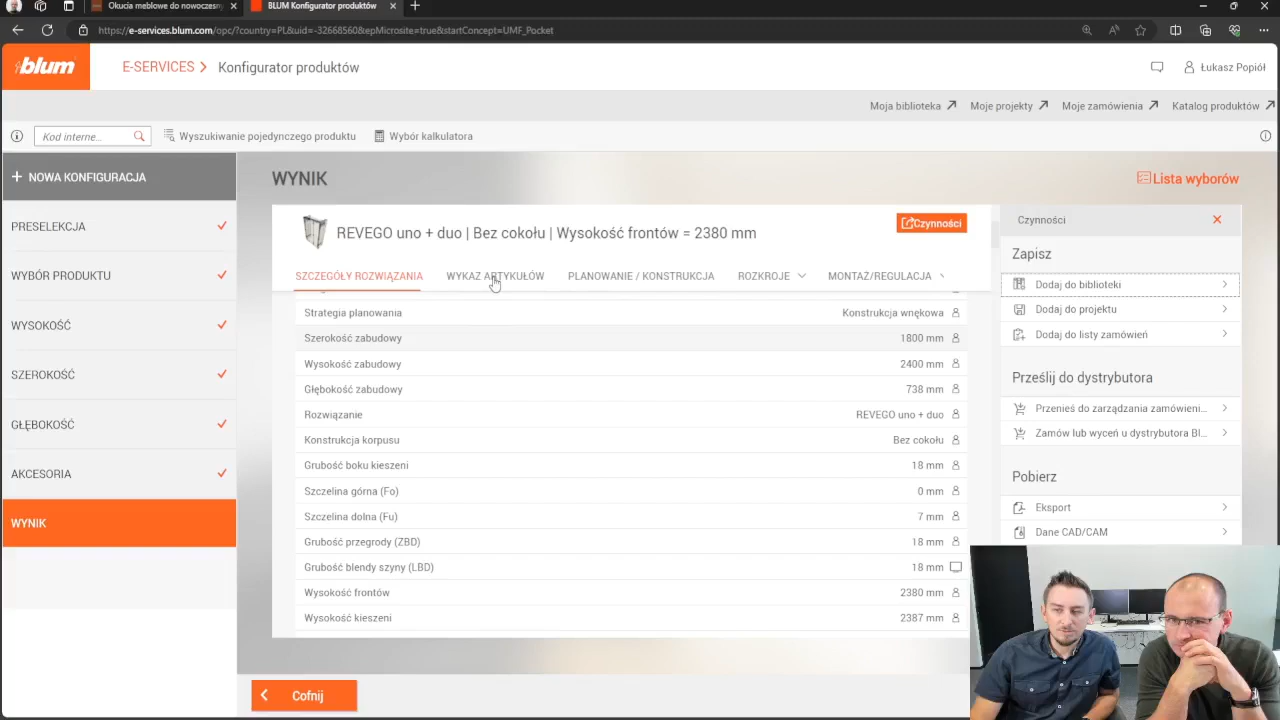 Okucia meblowe do nowoczesn
BLUM Konfigurator produktów
https://e-services.blum.com/opc/?country=PL&uid=-32668560&epMicrosite=true&startConcept=UMF_Pocket
blum
E-SERVICES
Konfigurator produktów
Łukasz Popiół
Moja biblioteka
Moje projekty
Moje zamówienia
Katalog produktów
Kod interne...
Wyszukiwanie pojedynczego produktu
Wybór kalkulatora
+ NOWA KONFIGURACJA
PRESELEKCJA
WYBÓR PRODUKTU
WYSOKOŚĆ
SZEROKOŚĆ
GŁĘBOKOŚĆ
AKCESORIA
WYNIK
WYNIK
Lista wyborów
REVEGO uno + duo | Bez cokołu | Wysokość frontów = 2380 mm
Czynności
SZCZEGÓŁY ROZWIĄZANIA
WYKAZ ARTYKUŁÓW
PLANOWANIE / KONSTRUKCJA
ROZKROJE
MONTAŻ/REGULACJA
Strategia planowania Konstrukcja wnękowa
Szerokość zabudowy 1800 mm
Wysokość zabudowy 2400 mm
Głębokość zabudowy 738 mm
Rozwiązanie REVEGO uno + duo
Konstrukcja korpusu Bez cokołu
Grubość boku kieszeni 18 mm
Szczelina górna (Fo) 0 mm
Szczelina dolna (Fu) 7 mm
Grubość przegrody (ZBD) 18 mm
Grubość blendy szyny (LBD) 18 mm
Wysokość frontów 2380 mm
Wysokość kieszeni 2387 mm
Czynności
Zapisz
Dodaj do biblioteki
Dodaj do projektu
Dodaj do listy zamówień
Prześlij do dystrybutora
Przenieś do zarządzania zamówieni...
Zamów lub wyceń u dystrybutora Bl...
Pobierz
Eksport
Dane CAD/CAM
Cofnij